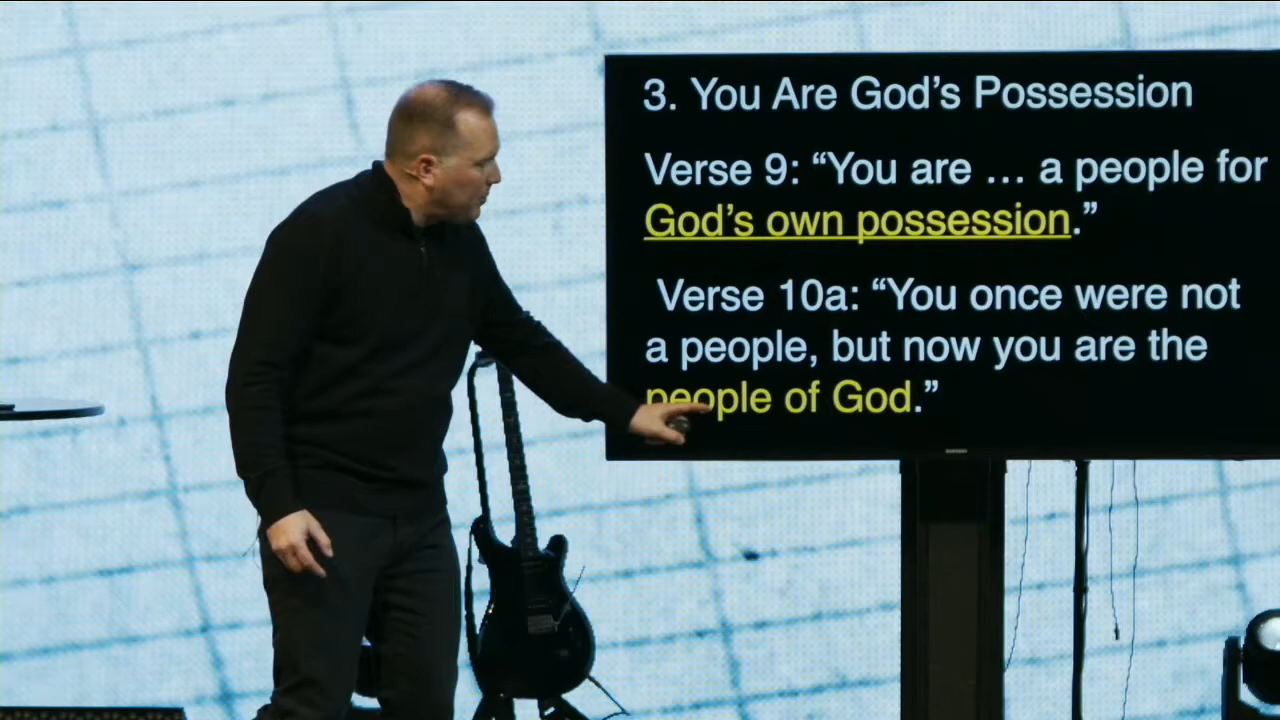 3. You Are God’s Possession
Verse 9: “You are … a people for
God’s own possession.”
Verse 10a: “You once were not
a people, but now you are the
people of God.”